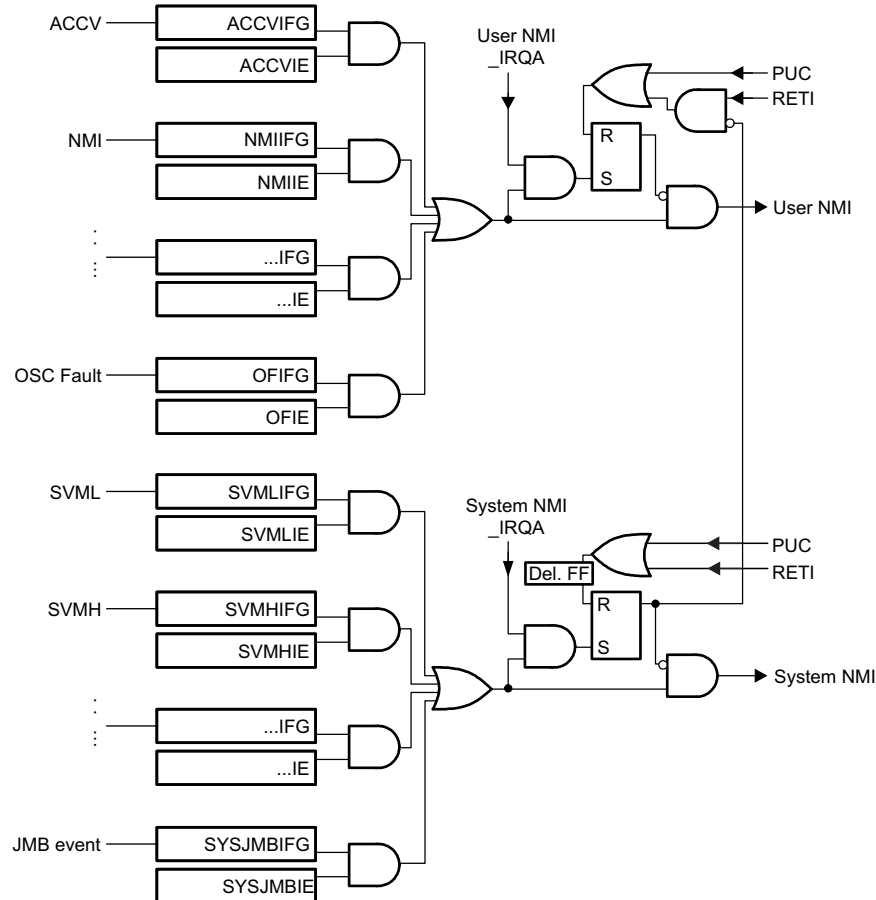 ACCV
ACCVIFG
ACCVIE
NMI
NMIIFG
NMIIE
...
...IFG
...IE
OSC Fault
OFIFG
OFIE
User NMI
_IRQA
PUC
RETI
R
S
User NMI
SVML
SVMLIFG
SVMLIE
SVMH
SVMHIFG
SVMHIE
...
...IFG
...IE
JMB event
SYSJMBIFG
SYSJMBIE
System NMI
_IRQA
PUC
RETI
Del. FF
R
S
System NMI